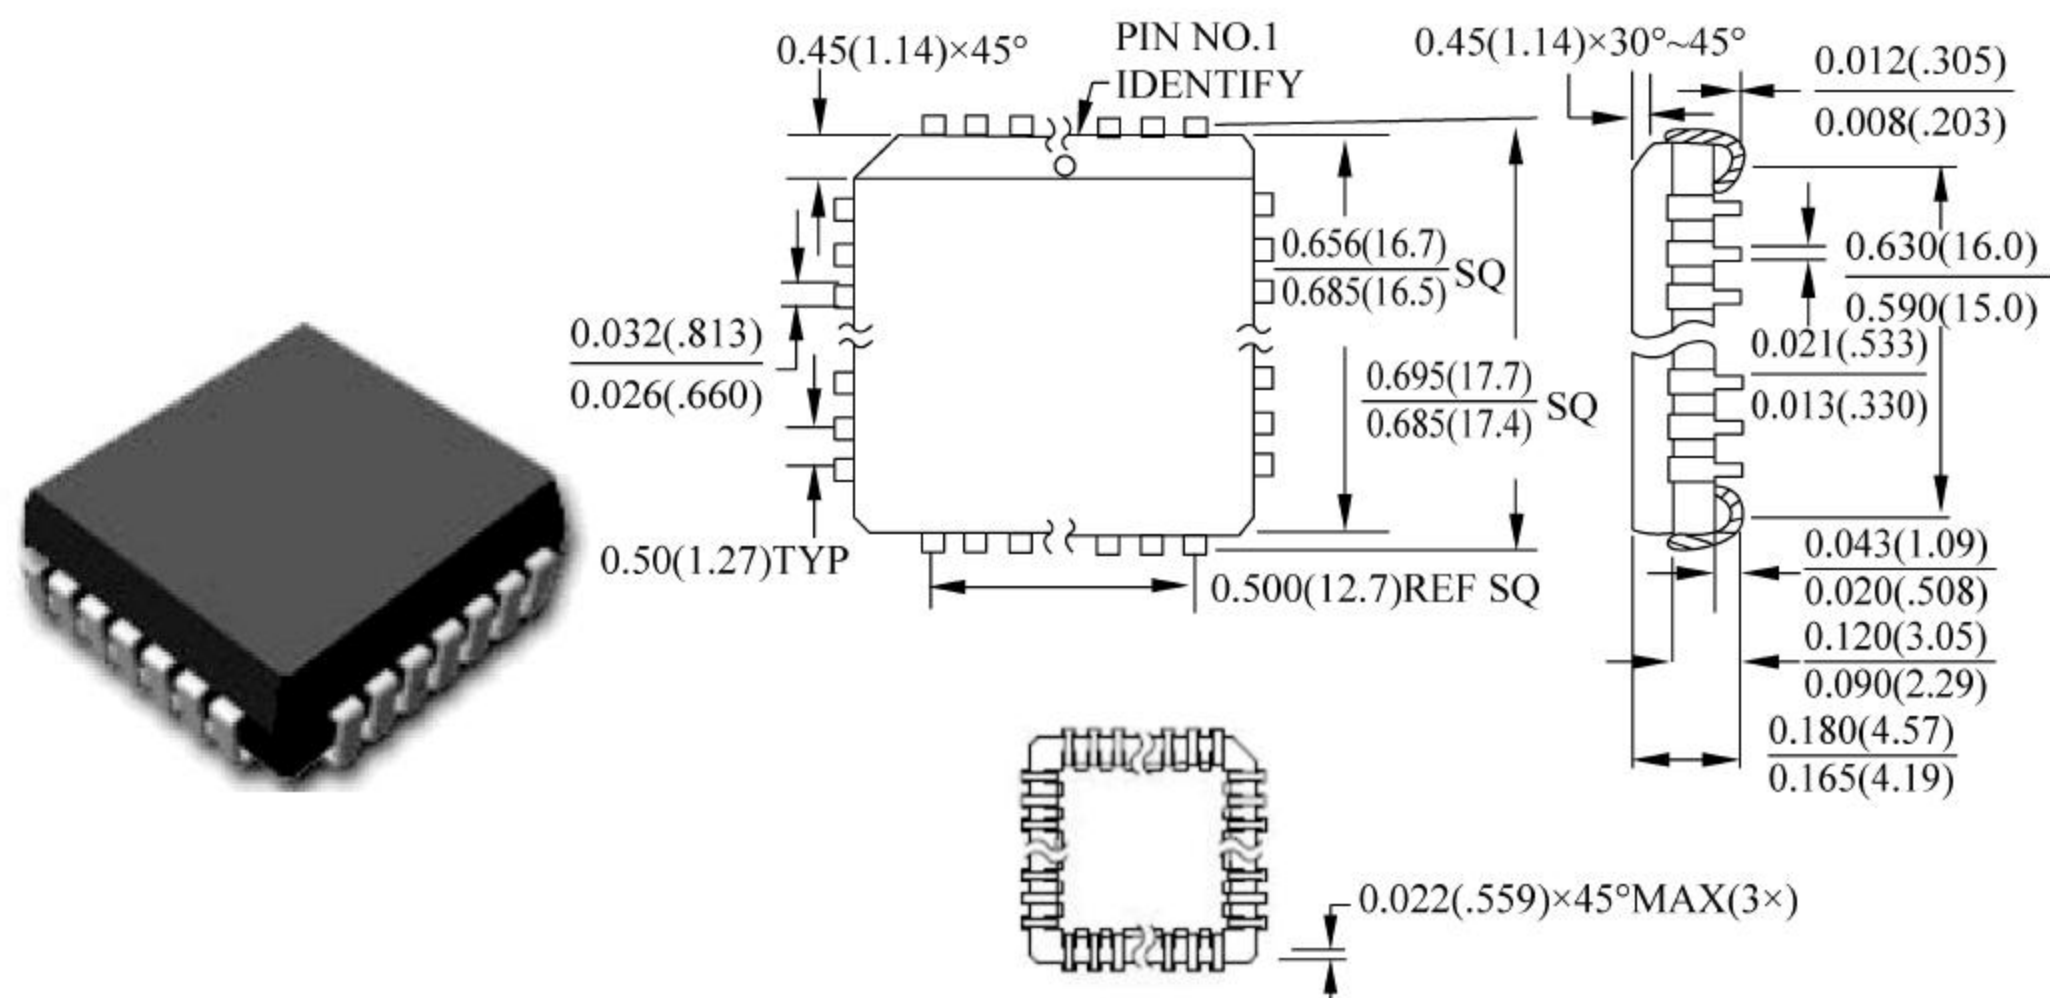 0.45(1.14)×45°
PIN NO.1
IDENTIFY
0.45(1.14)×30°~45°
0.012(.305)
0.008(.203)
0.656(16.7)
0.685(16.5)
SQ
0.630(16.0)
0.590(15.0)
0.032(.813)
0.026(.660)
0.021(.533)
0.013(.330)
0.695(17.7)
0.685(17.4)
SQ
0.50(1.27)TYP
0.500(12.7)REF SQ
0.043(1.09)
0.020(.508)
0.120(3.05)
0.090(2.29)
0.180(4.57)
0.165(4.19)
0.022(.559)×45°MAX(3×)